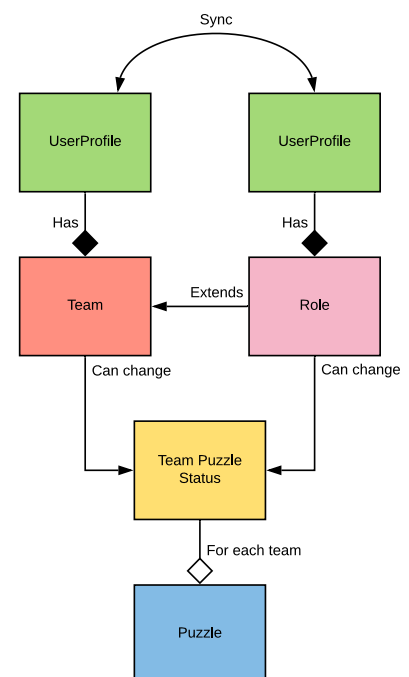 Sync
UserProfile
UserProfile
Has
Has
Team
Extends
Role
Can change
Can change
Team Puzzle
Status
For each team
Puzzle